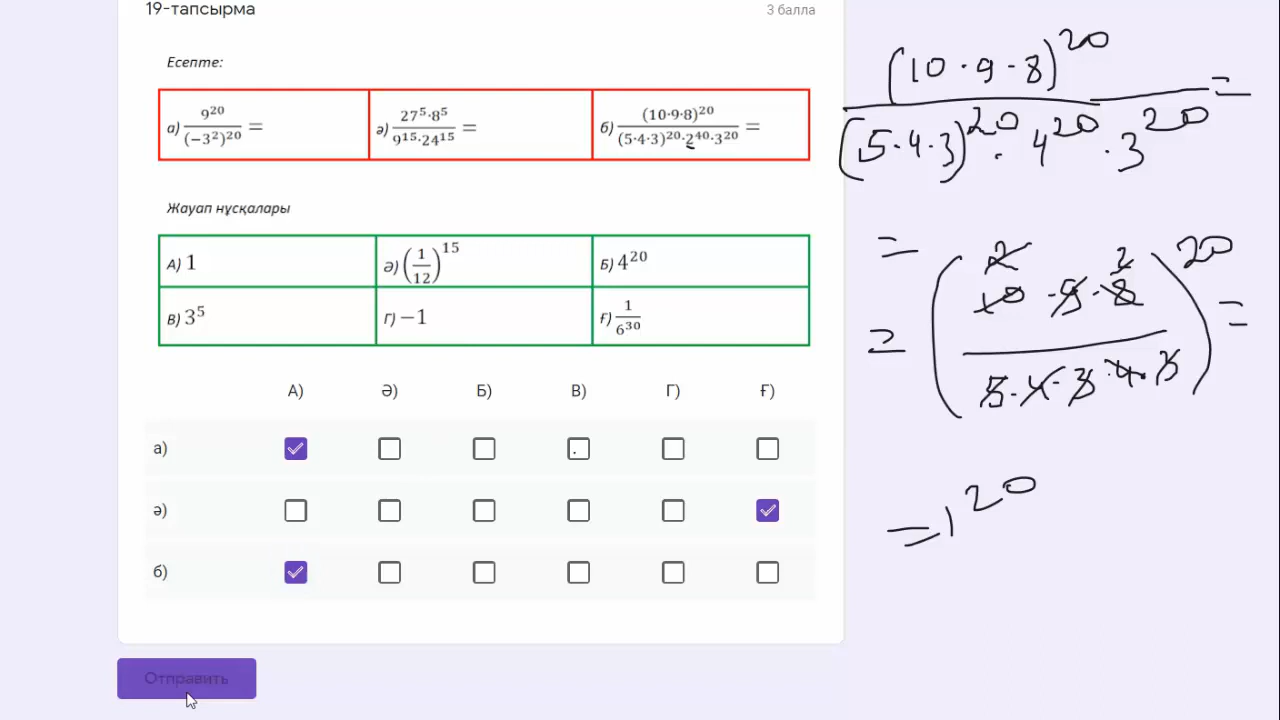 19-тапсырма
3 балла
Есепте:
а) 9²⁰/(−3²)²⁰ =
ә) 27⁵·8⁵/9¹⁵·24¹⁵ =
б) (10·9·8)²⁰/(5·4·3)²⁰·2⁴⁰·3²⁰ =
Жауап нұсқалары
А) 1
Ә) (1/12)¹⁵
Б) 4²⁰
В) 3⁵
Г) −1
Ғ) 1/6³⁰
А) Ә) Б) В) Г) Ғ)
а)
ә)
б)
Отправить
(10·9·8)²⁰
(5·4·3)²⁰·4²⁰·3²⁰ =
=
2 2 20
= (10·9·8 / 5·4·3·4·3) =
=1²⁰